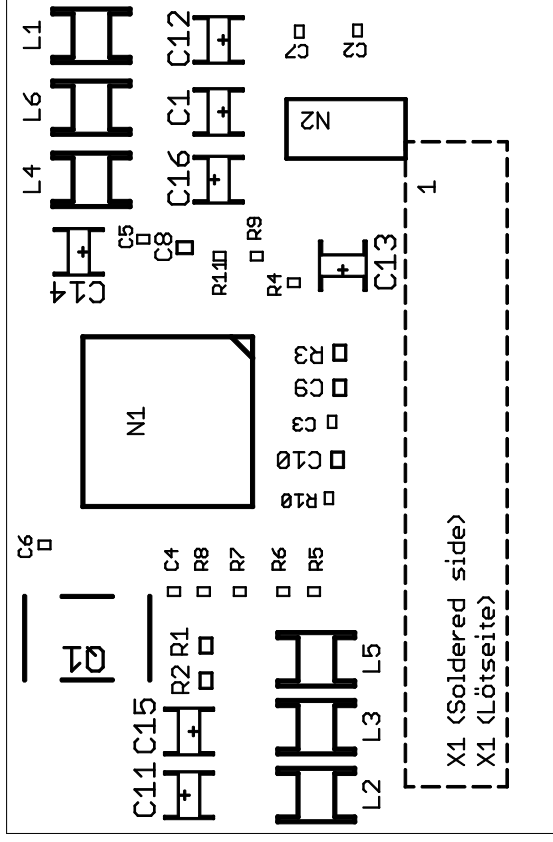 L1
C12
C7
C2
L6
C1
N2
L4
C16
1
C5
C8
R11
R9
C14
R4
C13
R3
C9
N1
C3
C10
R10
C6
C4
R8
R7
R6
R5
Q1
R1
R2
L5
C15
L3
C11
L2
X1 (Soldered side)
X1 (Lötseite)